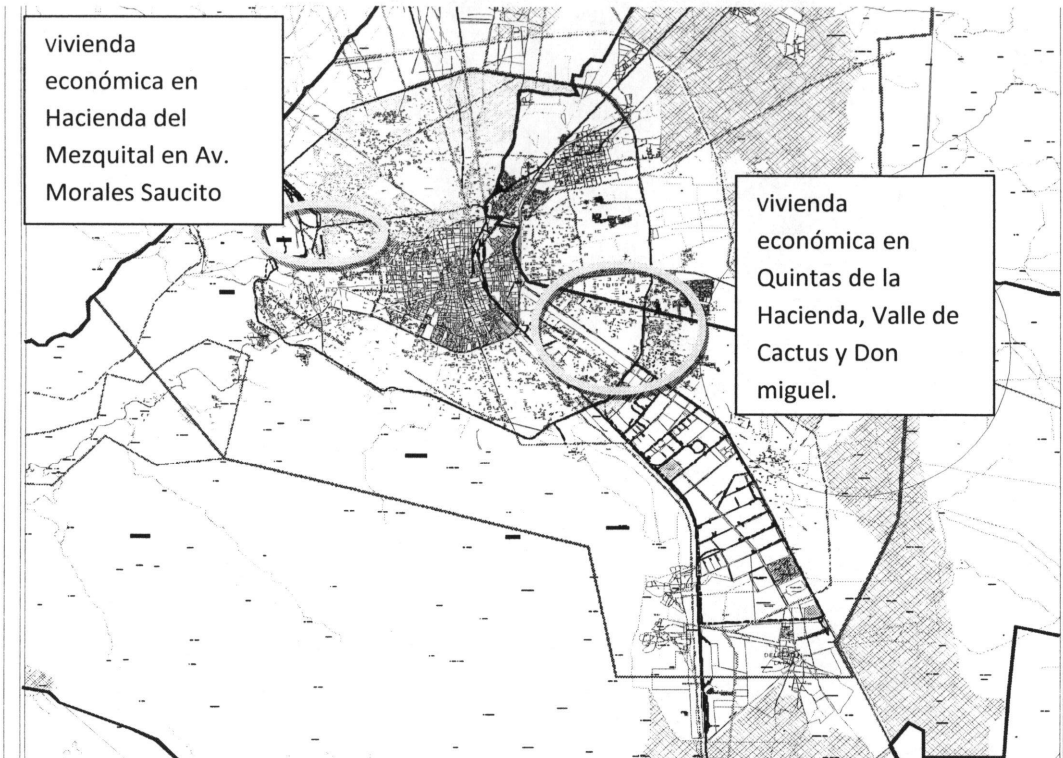 vivienda
económica en
Hacienda del
Mezquital en Av.
Morales Saucito
vivienda
económica en
Quintas de la
Hacienda, Valle de
Cactus y Don
miguel.